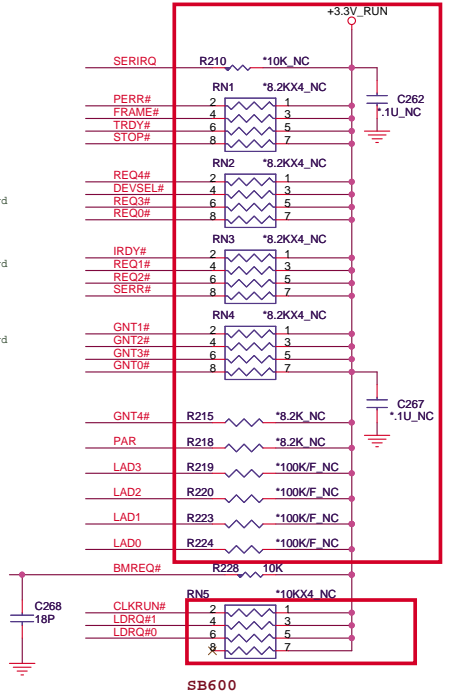 +3.3V_RUN
SERIRQ R210 *10K_NC
RN1 *8.2KX4_NC
PERR# 2 1
FRAME# 4 3
TRDY# 6 5
STOP# 8 7
C262
*.1U_NC
RN2 *8.2KX4_NC
REQ4# 2 1
DEVSEL# 4 3
REQ3# 6 5
REQ0# 8 7
rd
RN3 *8.2KX4_NC
IRDY# 2 1
REQ1# 4 3
REQ2# 6 5
SERR# 8 7
rd
RN4 *8.2KX4_NC
GNT1# 2 1
GNT2# 4 3
GNT3# 6 5
GNT0# 8 7
rd
C267
*.1U_NC
GNT4# R215 *8.2K_NC
PAR R218 *8.2K_NC
LAD3 R219 *100K/F_NC
LAD2 R220 *100K/F_NC
LAD1 R223 *100K/F_NC
LAD0 R224 *100K/F_NC
BMREQ# R228 10K
RN5 *10KX4_NC
C268
18P
CLKRUN# 2 1
LDRQ#1 4 3
LDRQ#0 6 5
8 7
SB600